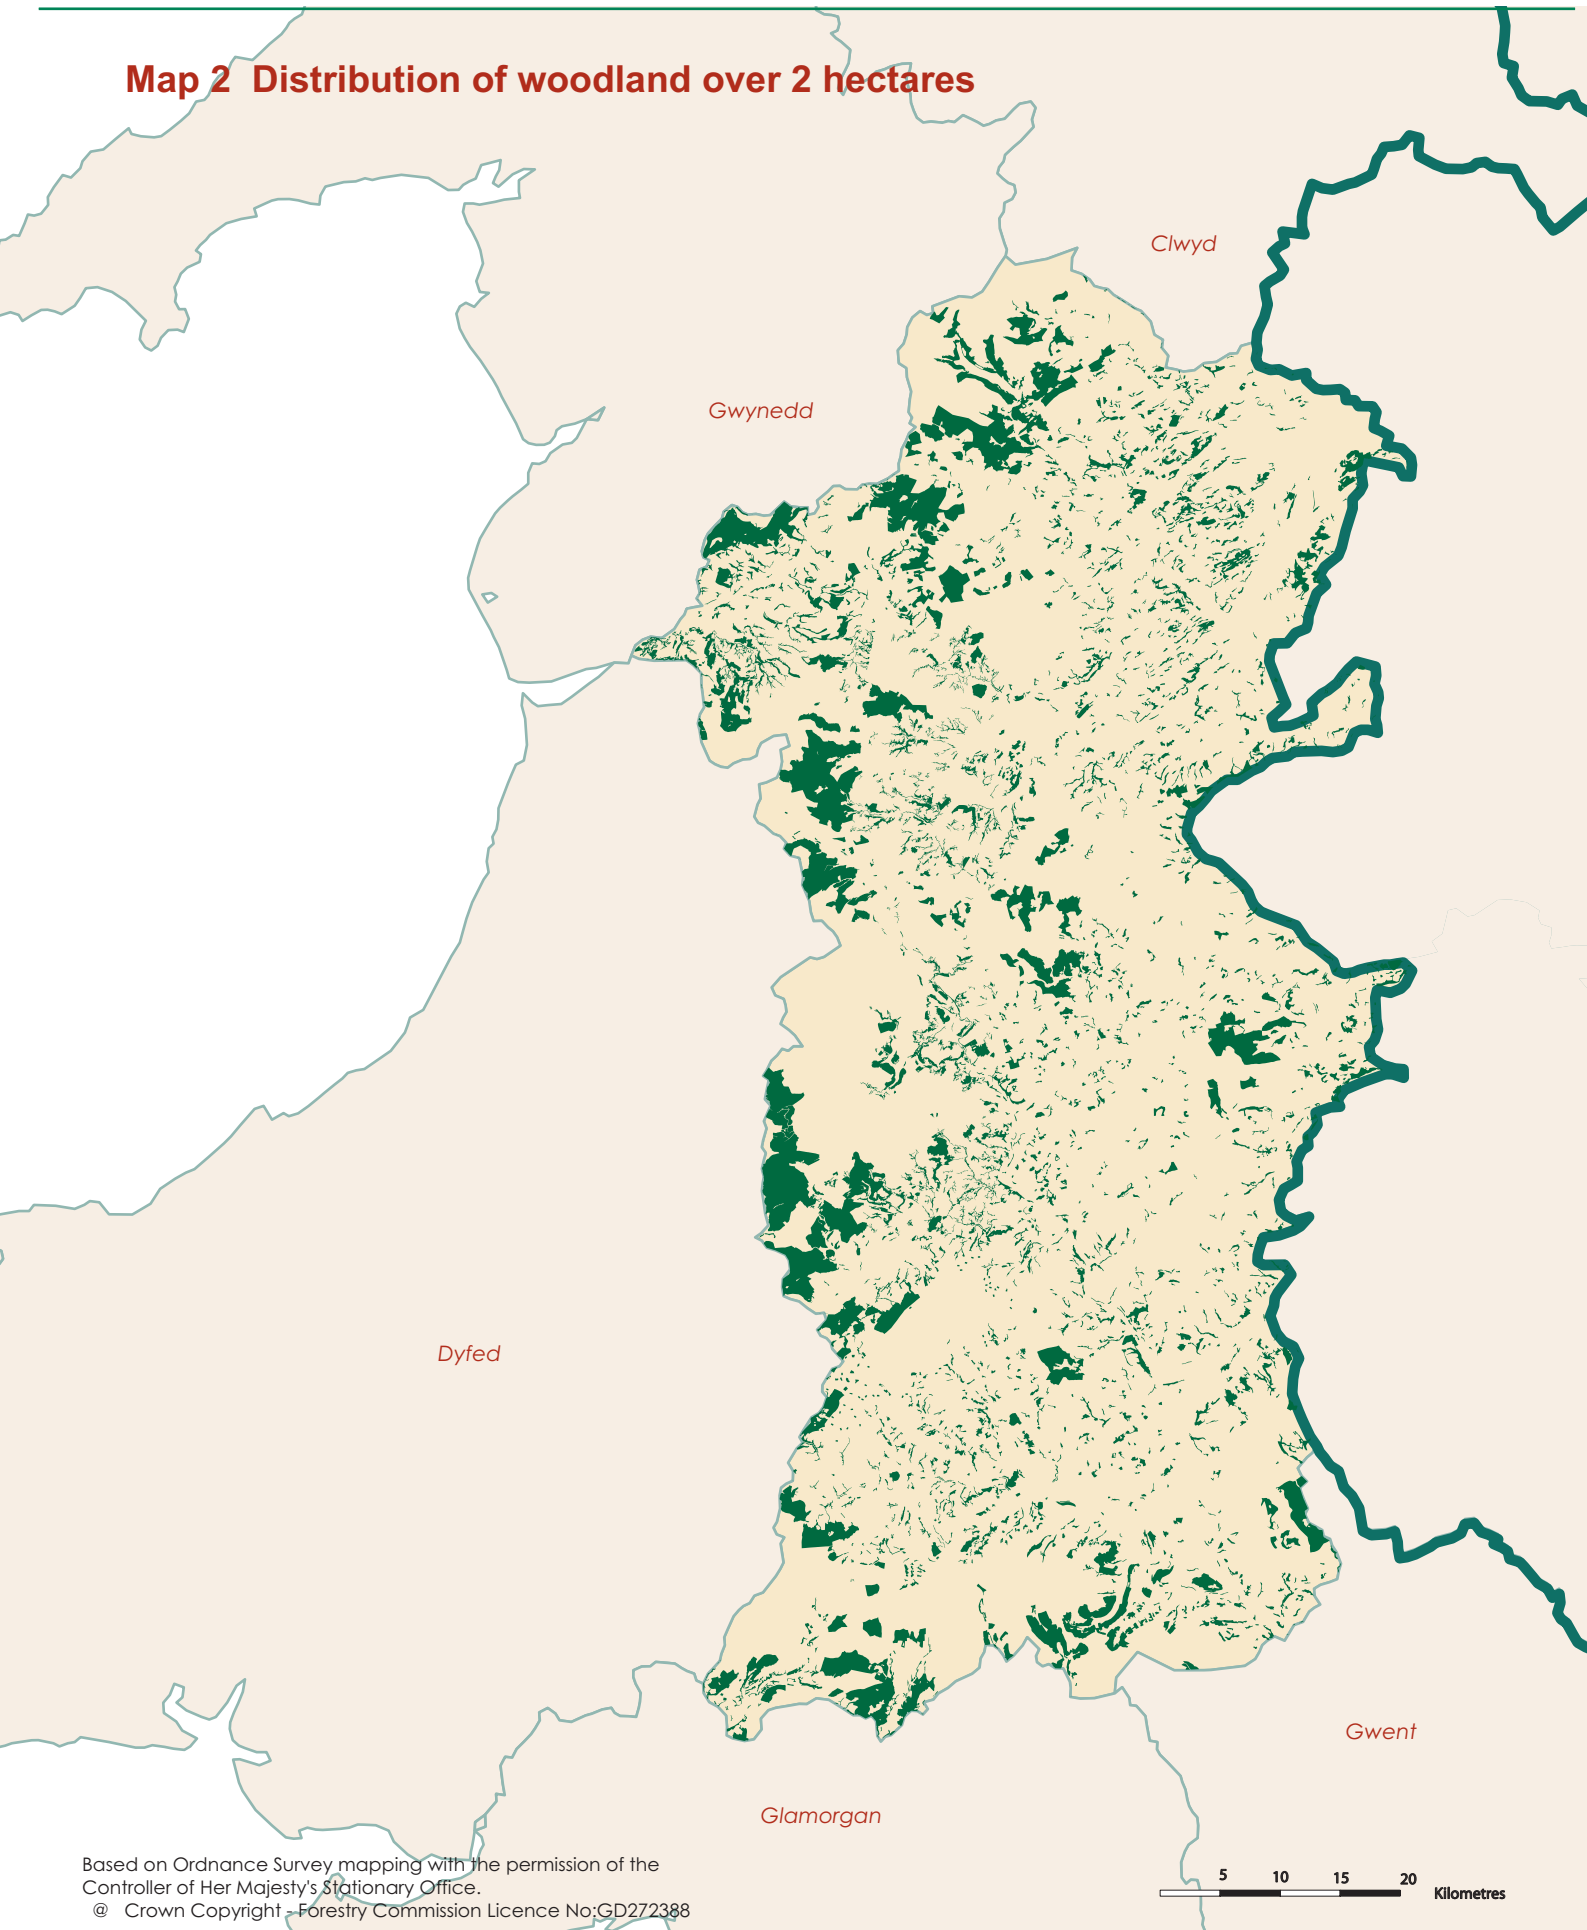 Map 2 Distribution of woodland over 2 hectares
Clwyd
Gwynedd
Dyfed
Gwent
Glamorgan
Based on Ordnance Survey mapping with the permission of the
Controller of Her Majesty's Stationary Office.
@ Crown Copyright - Forestry Commission Licence No:GD272388
5 10 15 20
Kilometres